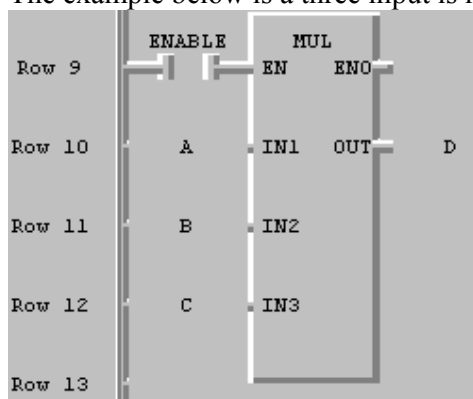 The example below is a three input is
ENABLE MUL
Row 9 EN ENO
Row 10 A IN1 OUT D
Row 11 B IN2
Row 12 C IN3
Row 13